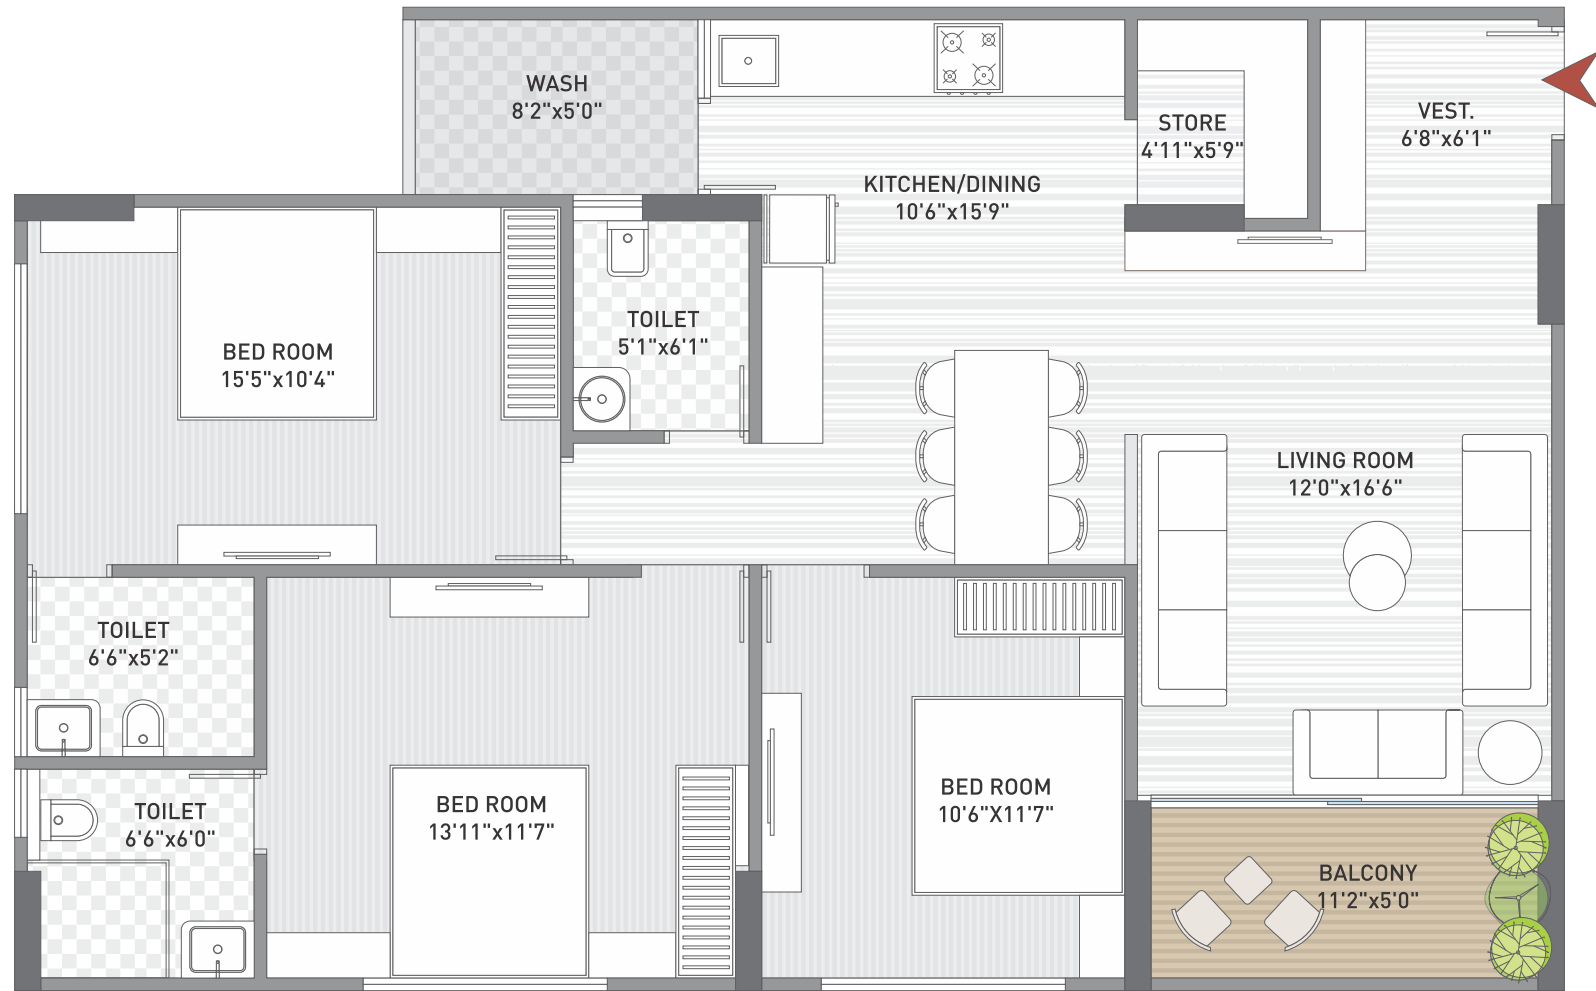 WASH
8'2"x5'0"
STORE
4'11"x5'9"
VEST.
6'8"x6'1"
KITCHEN/DINING
10'6"x15'9"
TOILET
5'1"x6'1"
BED ROOM
15'5"x10'4"
LIVING ROOM
12'0"x16'6"
TOILET
6'6"x5'2"
TOILET
6'6"x6'0"
BED ROOM
13'11"x11'7"
BED ROOM
10'6"X11'7"
BALCONY
11'2"x5'0"